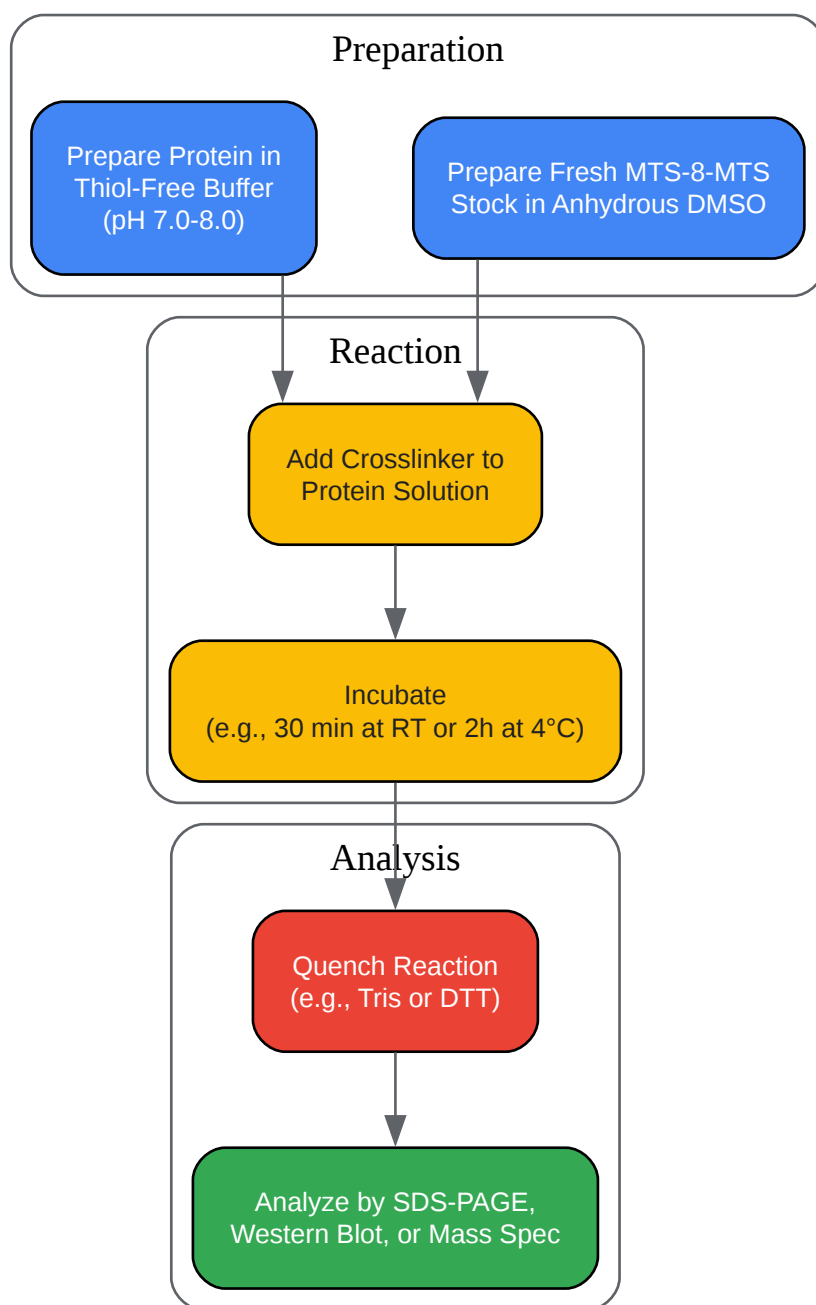 Preparation
Prepare Protein in
Thiol-Free Buffer
(pH 7.0-8.0)
Prepare Fresh MTS-8-MTS
Stock in Anhydrous DMSO
Reaction
Add Crosslinker to
Protein Solution
Incubate
(e.g., 30 min at RT or 2h at 4°C)
Analysis
Quench Reaction
(e.g., Tris or DTT)
Analyze by SDS-PAGE,
Western Blot, or Mass Spec